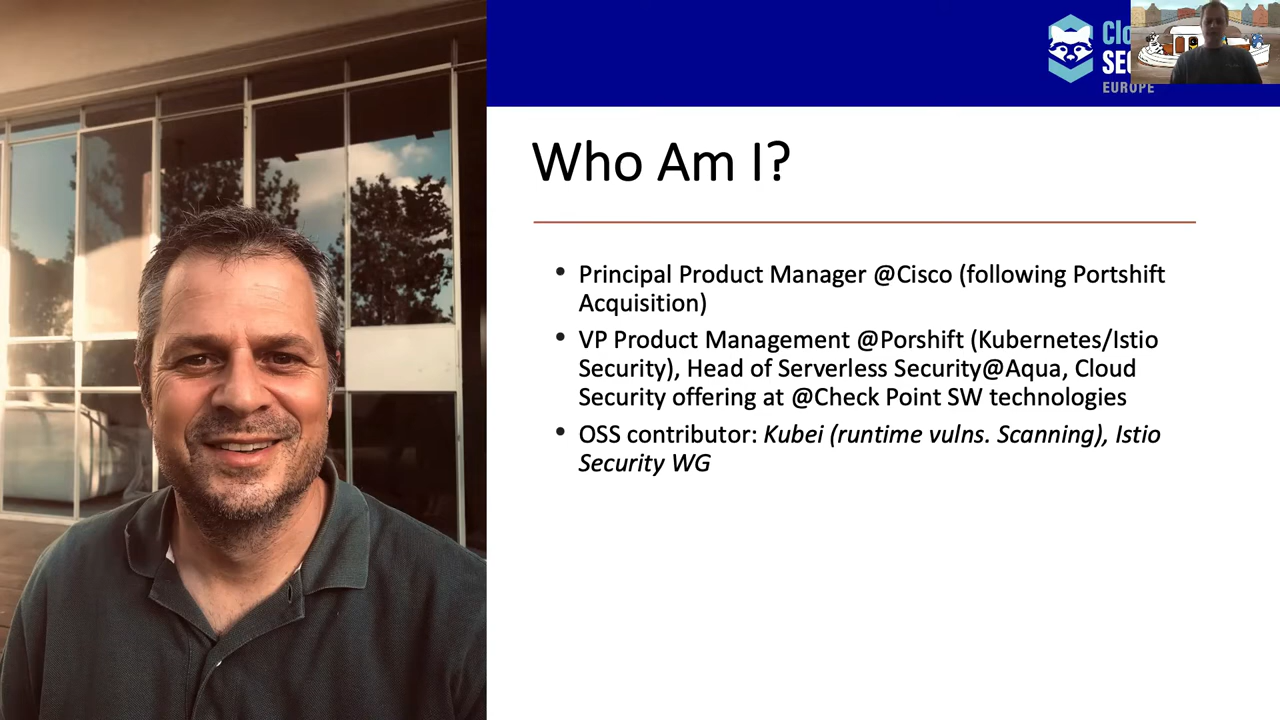 Clo
SEC
EUROPE
Who Am I?
• Principal Product Manager @Cisco (following Portshift
Acquisition)
• VP Product Management @Porshift (Kubernetes/Istio
Security), Head of Serverless Security@Aqua, Cloud
Security offering at @Check Point SW technologies
• OSS contributor: Kubei (runtime vulns. Scanning), Istio
Security WG